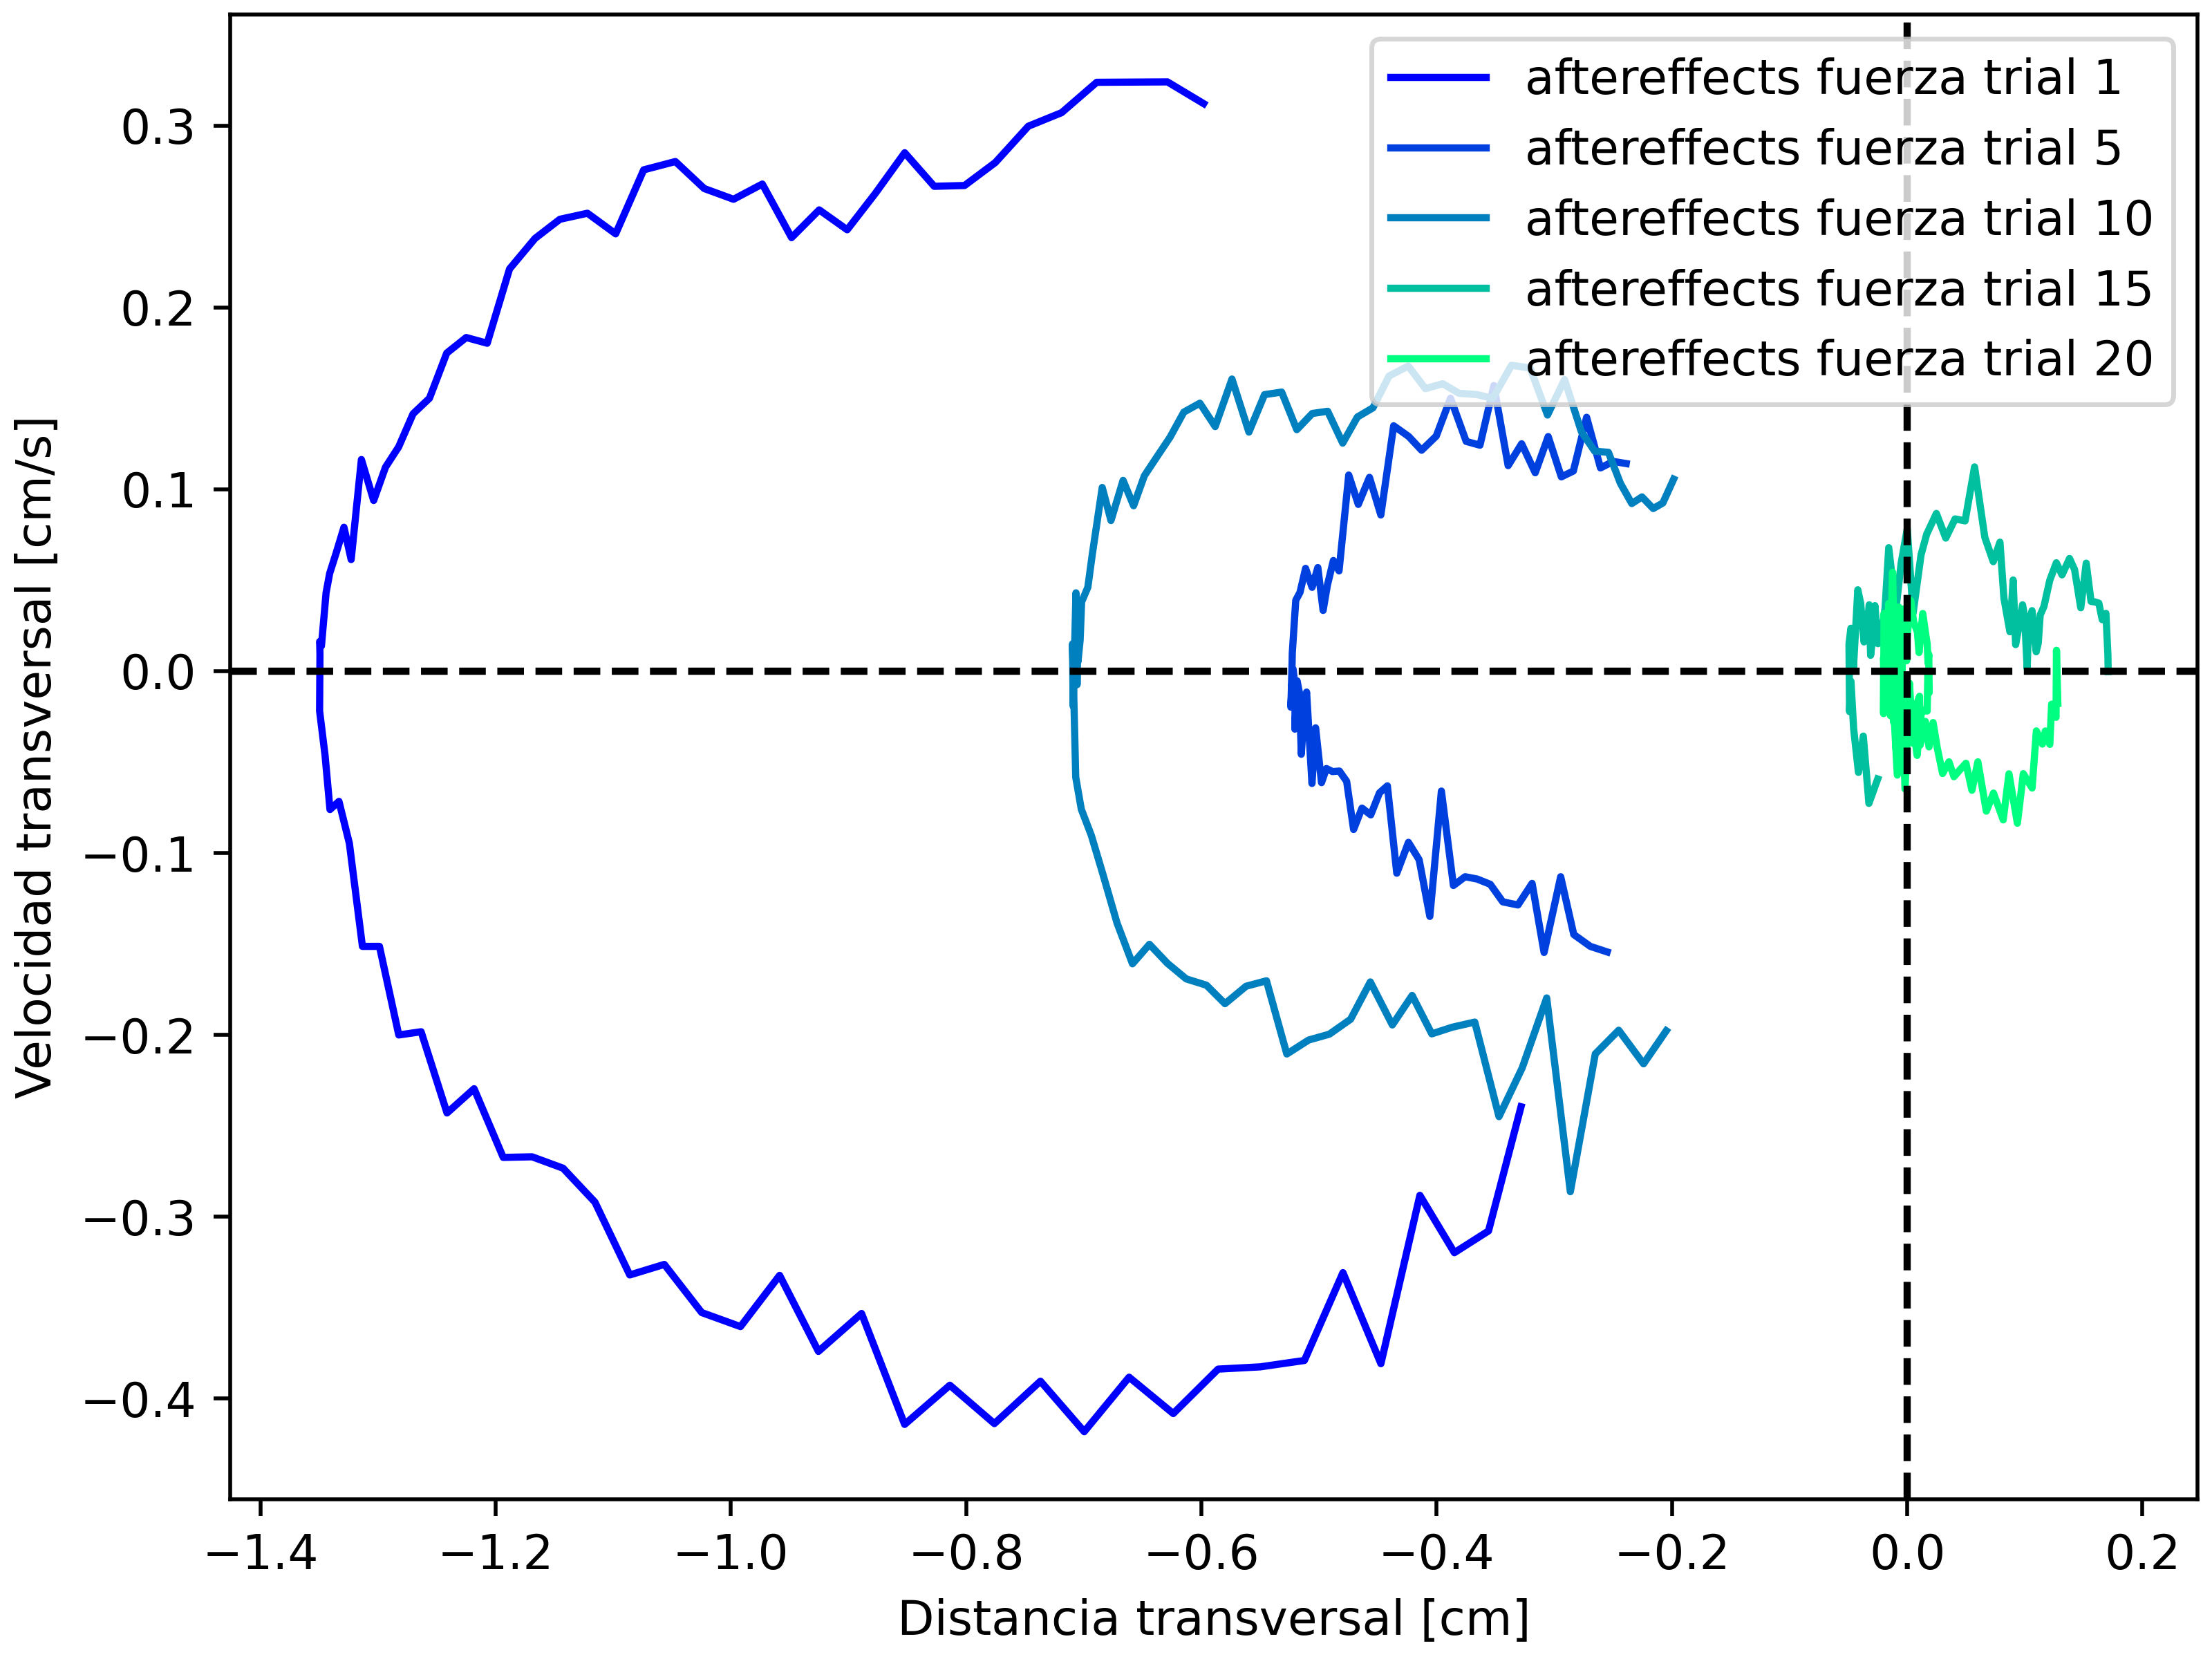 aftereffects fuerza trial 1
aftereffects fuerza trial 5
aftereffects fuerza trial 10
aftereffects fuerza trial 15
aftereffects fuerza trial 20
Velocidad transversal [cm/s]
0.3
0.2
0.1
0.0
−0.1
−0.2
−0.3
−0.4
−1.4 −1.2 −1.0 −0.8 −0.6 −0.4 −0.2 0.0 0.2
Distancia transversal [cm]